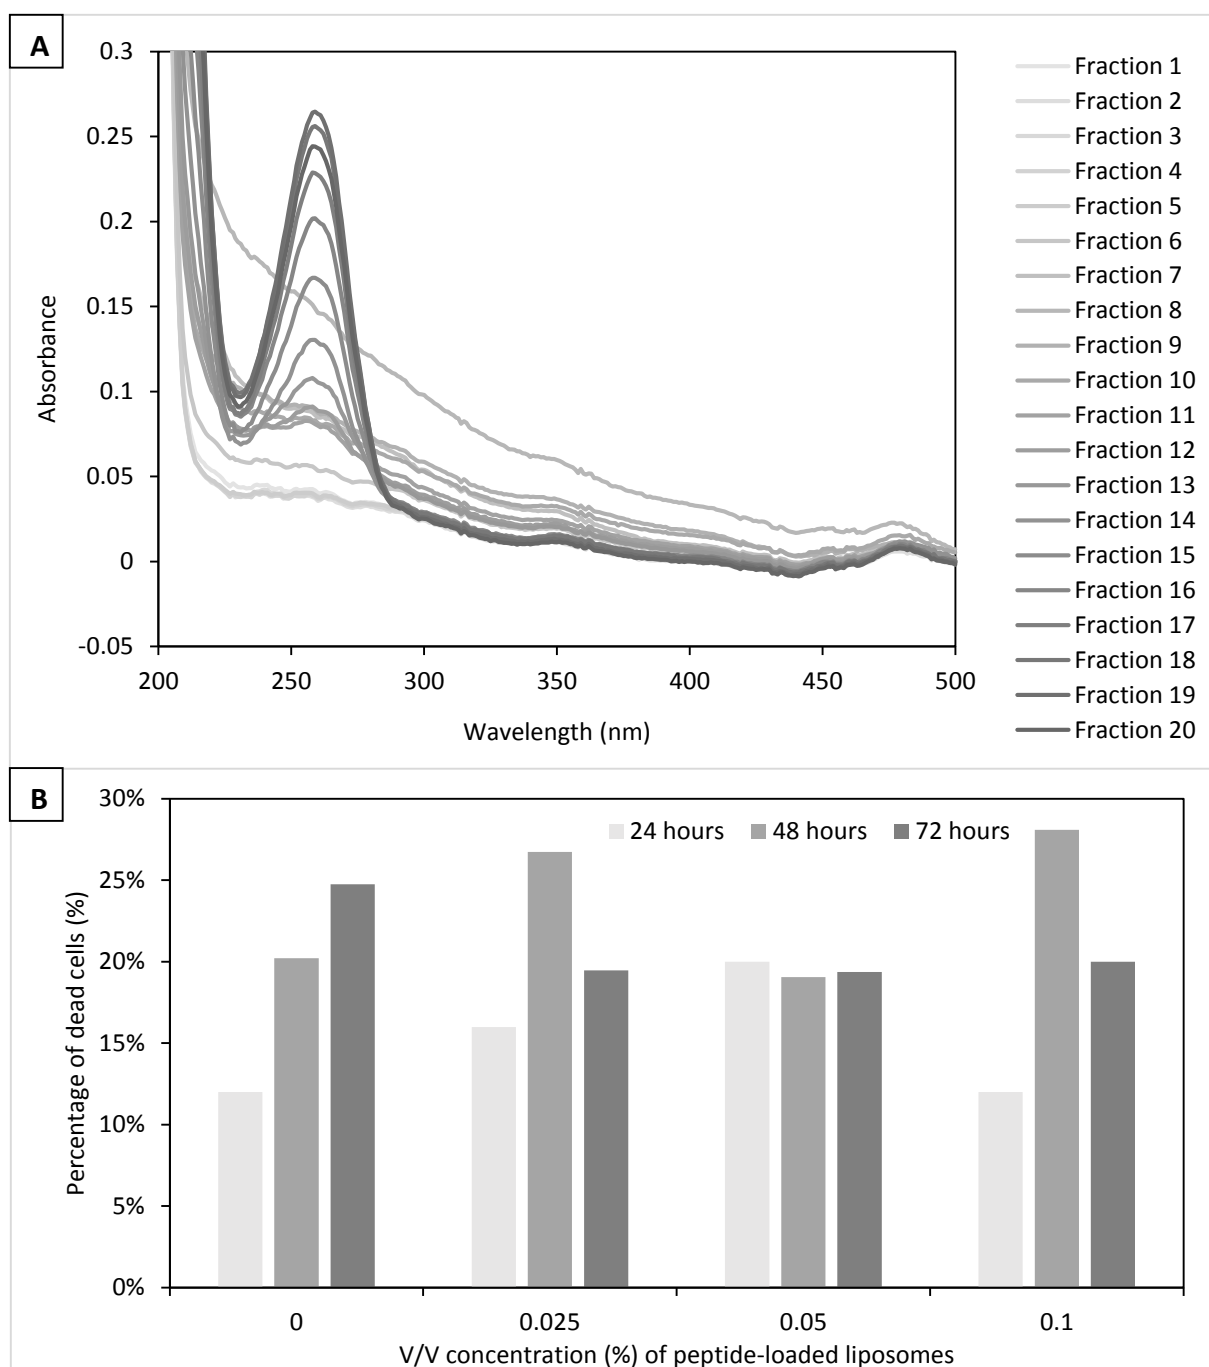 A
0.3
0.25
0.2
0.15
0.1
0.05
0
-0.05
Absorbance
200 250 300 350 400 450 500
Wavelength (nm)
Fraction 1
Fraction 2
Fraction 3
Fraction 4
Fraction 5
Fraction 6
Fraction 7
Fraction 8
Fraction 9
Fraction 10
Fraction 11
Fraction 12
Fraction 13
Fraction 14
Fraction 15
Fraction 16
Fraction 17
Fraction 18
Fraction 19
Fraction 20
B
30%
25%
20%
15%
10%
5%
0%
Percentage of dead cells (%)
24 hours 48 hours 72 hours
0 0.025 0.05 0.1
V/V concentration (%) of peptide-loaded liposomes